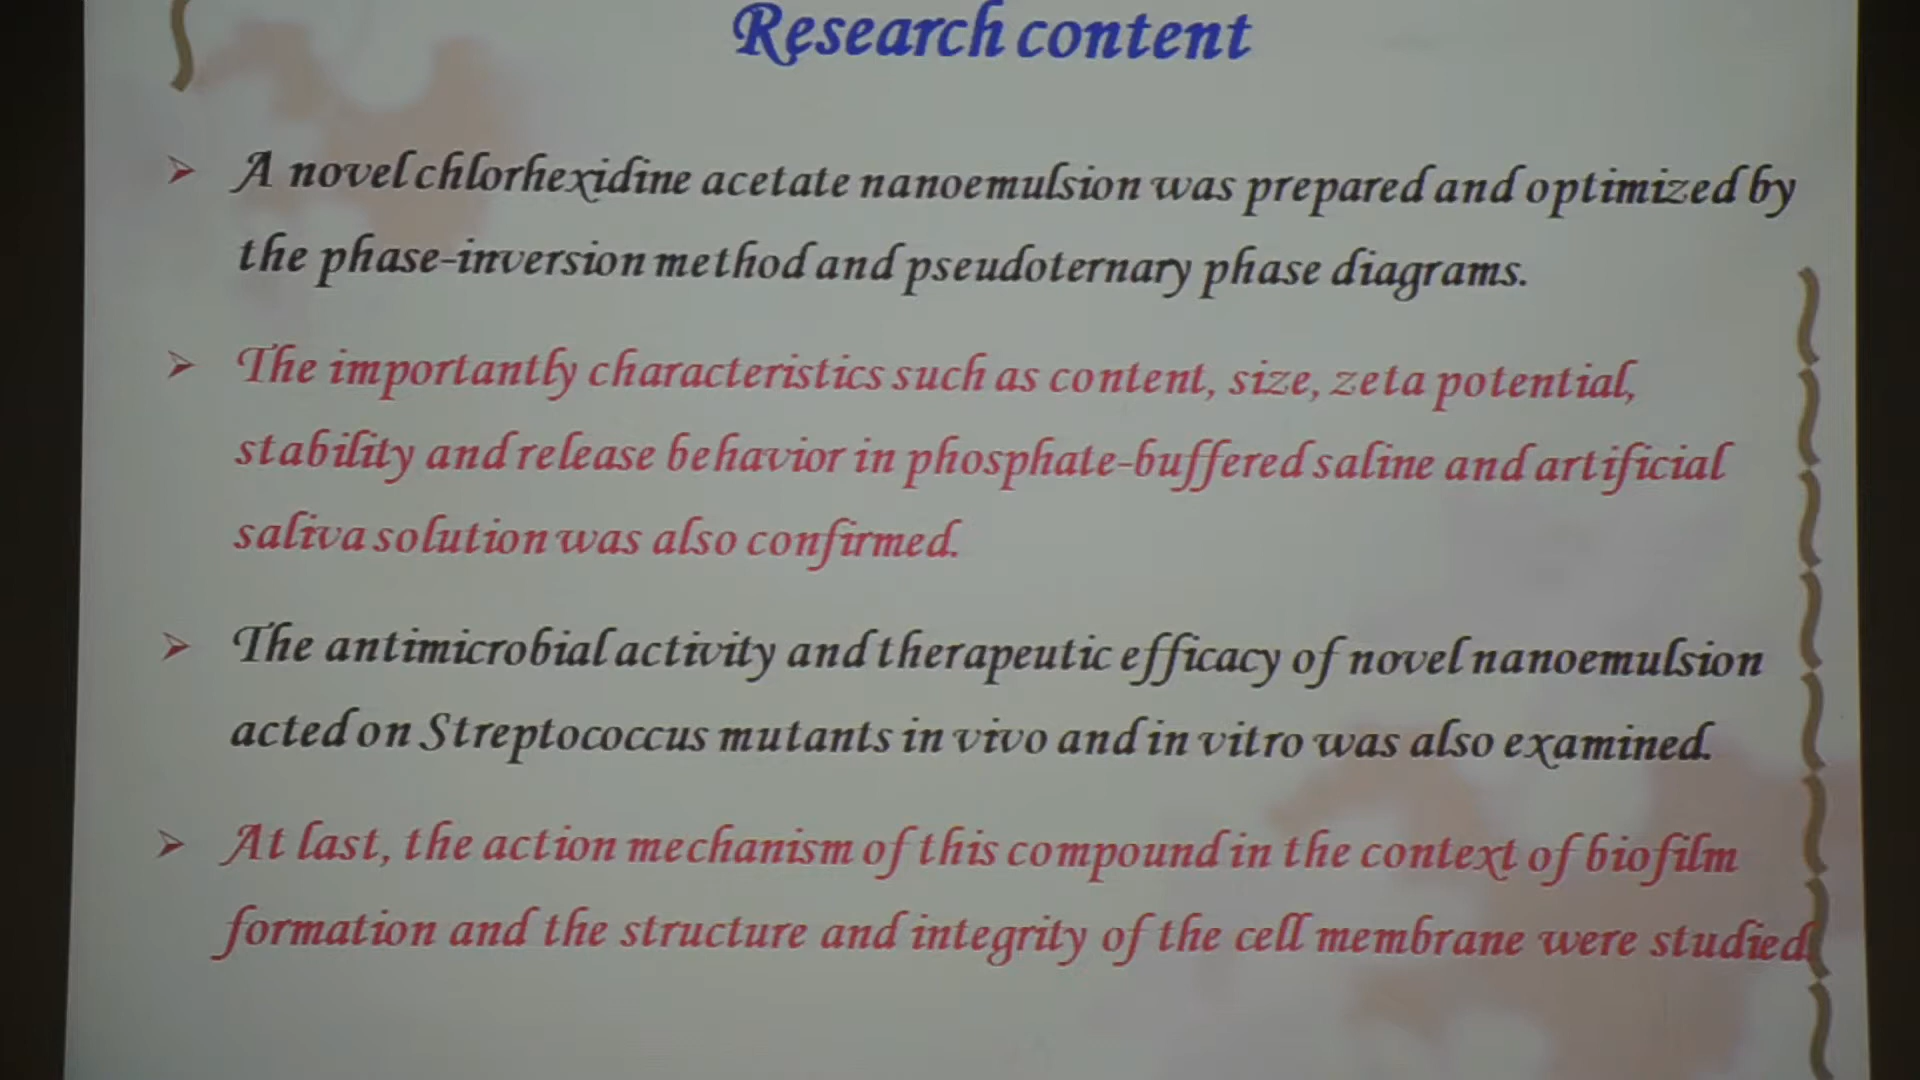 Research content
A novel chlorhexidine acetate nanoemulsion was prepared and optimized by
the phase-inversion method and pseudoternary phase diagrams.
The importantly characteristics such as content, size, zeta potential,
stability and release behavior in phosphate-buffered saline and artificial
saliva solution was also confirmed.
The antimicrobial activity and therapeutic efficacy of novel nanoemulsion
acted on Streptococcus mutants in vivo and in vitro was also examined.
At last, the action mechanism of this compound in the context of biofilm
formation and the structure and integrity of the cell membrane were studied.